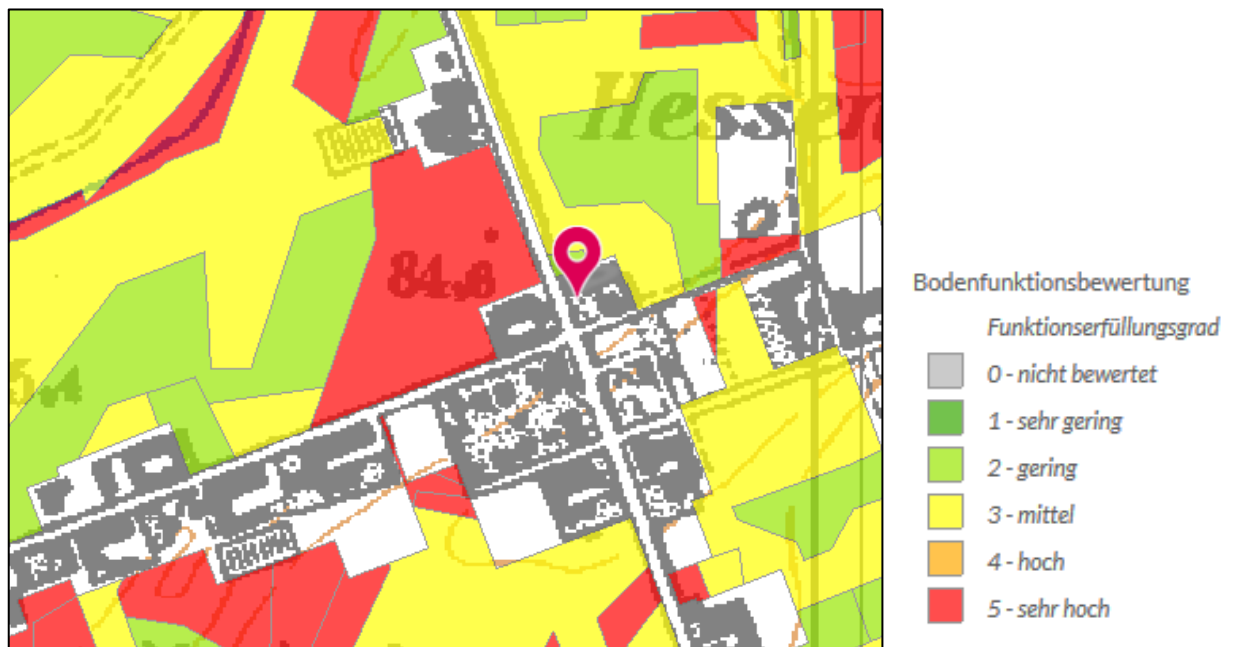 Hessen
84,6
Bodenfunktionsbewertung
Funktionserfüllungsgrad
0 - nicht bewertet
1 - sehr gering
2 - gering
3 - mittel
4 - hoch
5 - sehr hoch